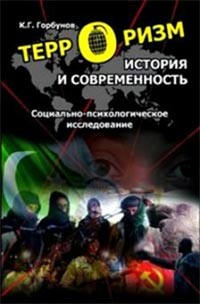 К.Г. Горбунов
ТЕРРОРИЗМ
ИСТОРИЯ
И СОВРЕМЕННОСТЬ
Социально-психологическое
исследование